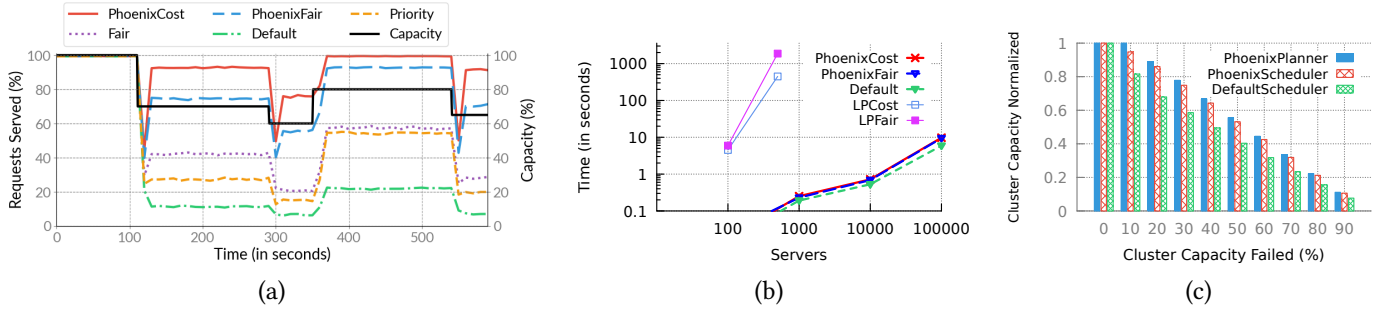 PhoenixCost PhoenixFair Priority
Fair Default Capacity
100 100
80 80
60 60
40 40
20 20
0 0
Requests Served (%)
Capacity (%)
0 100 200 300 400 500
Time (in seconds)
(a)
PhoenixCost
PhoenixFair
Default
LPCost
LPFair
1000
100
10
1
0.1
Time (in seconds)
100 1000 10000 100000
Servers
(b)
PhoenixPlanner
PhoenixScheduler
DefaultScheduler
1
0.8
0.6
0.4
0.2
0
Cluster Capacity Normalized
0 10 20 30 40 50 60 70 80 90
Cluster Capacity Failed (%)
(c)